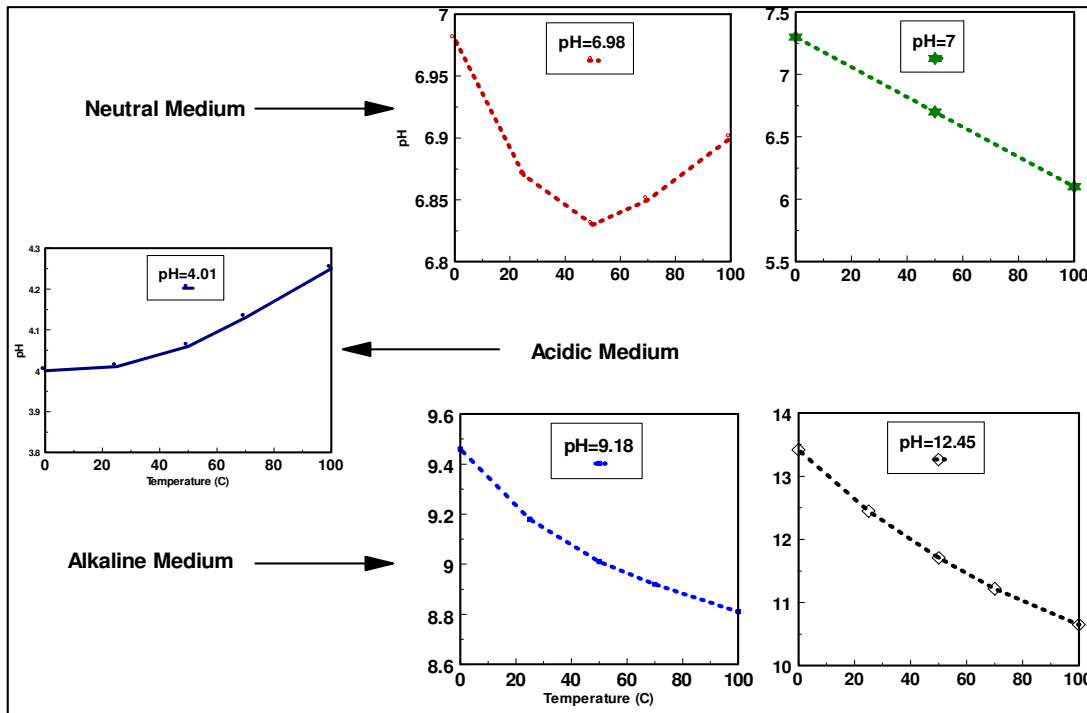 7
6.95
6.9
6.85
6.8
pH
pH=6.98
0 20 40 60 80 100
7.5
7
6.5
6
5.5
pH=7
0 20 40 60 80 100
Neutral Medium
4.3
4.2
4.1
4
3.9
3.8
pH
pH=4.01
0 20 40 60 80 100
Temperature (C)
Acidic Medium
9.6
9.4
9.2
9
8.8
8.6
pH=9.18
0 20 40 60 80 100
Temperature (C)
14
13
12
11
10
pH=12.45
0 20 40 60 80 100
Alkaline Medium